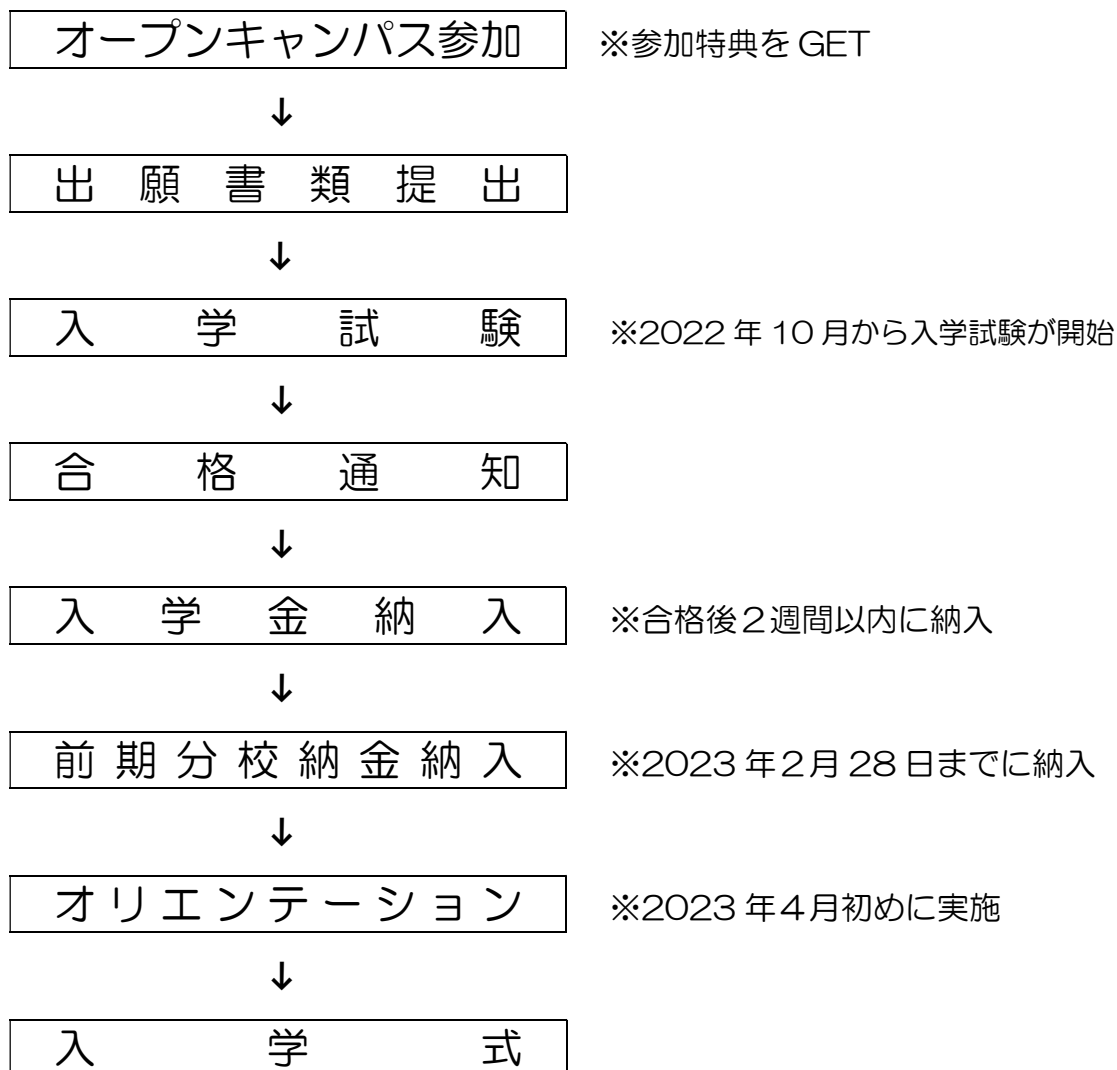 オープンキャンパス参加 ※参加特典をGET
↓
出願書類提出
↓
入学試験 ※2022年10月から入学試験が開始
↓
合格通知
↓
入学金納入 ※合格後２週間以内に納入
↓
前期分校納金納入 ※2023年２月28日までに納入
↓
オリエンテーション ※2023年４月初めに実施
↓
入学式